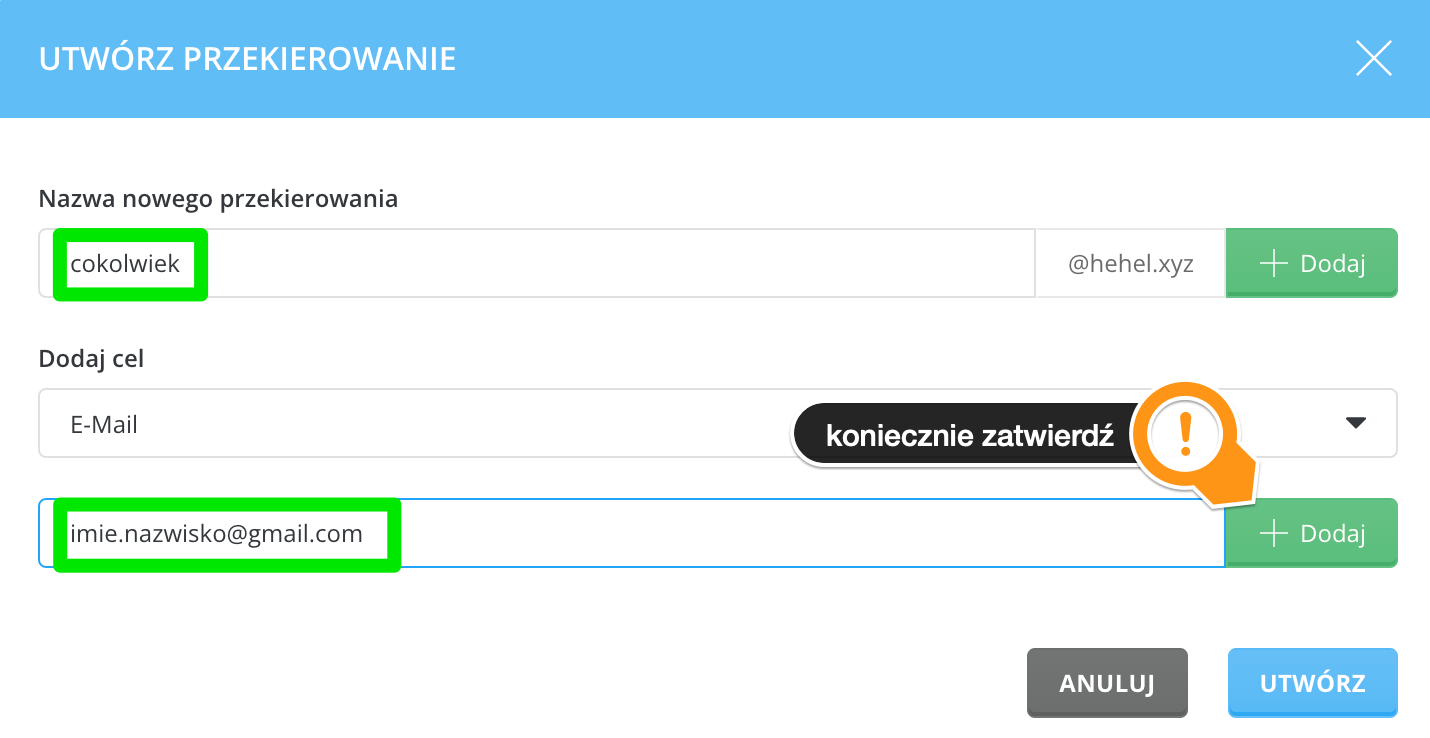 UTWÓRZ PRZEKIEROWANIE
Nazwa nowego przekierowania
cokolwiek @hehel.xyz Dodaj
Dodaj cel
E-Mail
koniecznie zatwierdź !
imie.nazwisko@gmail.com Dodaj
ANULUJ UTWÓRZ